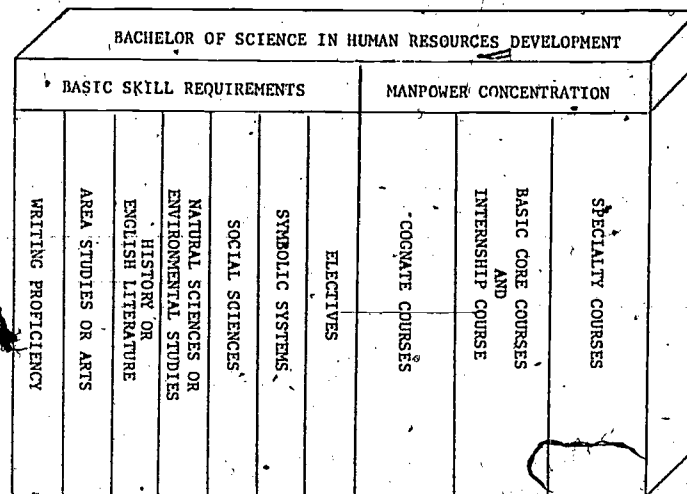 BACHELOR OF SCIENCE IN HUMAN RESOURCES DEVELOPMENT
BASIC SKILL REQUIREMENTS
MANPOWER CONCENTRATION
WRITING PROFICIENCY
AREA STUDIES OR ARTS
HISTORY OR
ENGLISH LITERATURE
NATURAL SCIENCES OR
ENVIRONMENTAL STUDIES
SOCIAL SCIENCES
SYMBOLIC SYSTEMS
ELECTIVES
COGNATE COURSES
BASIC CORE COURSES
AND
INTERNSHIP COURSE
SPECIALTY COURSES